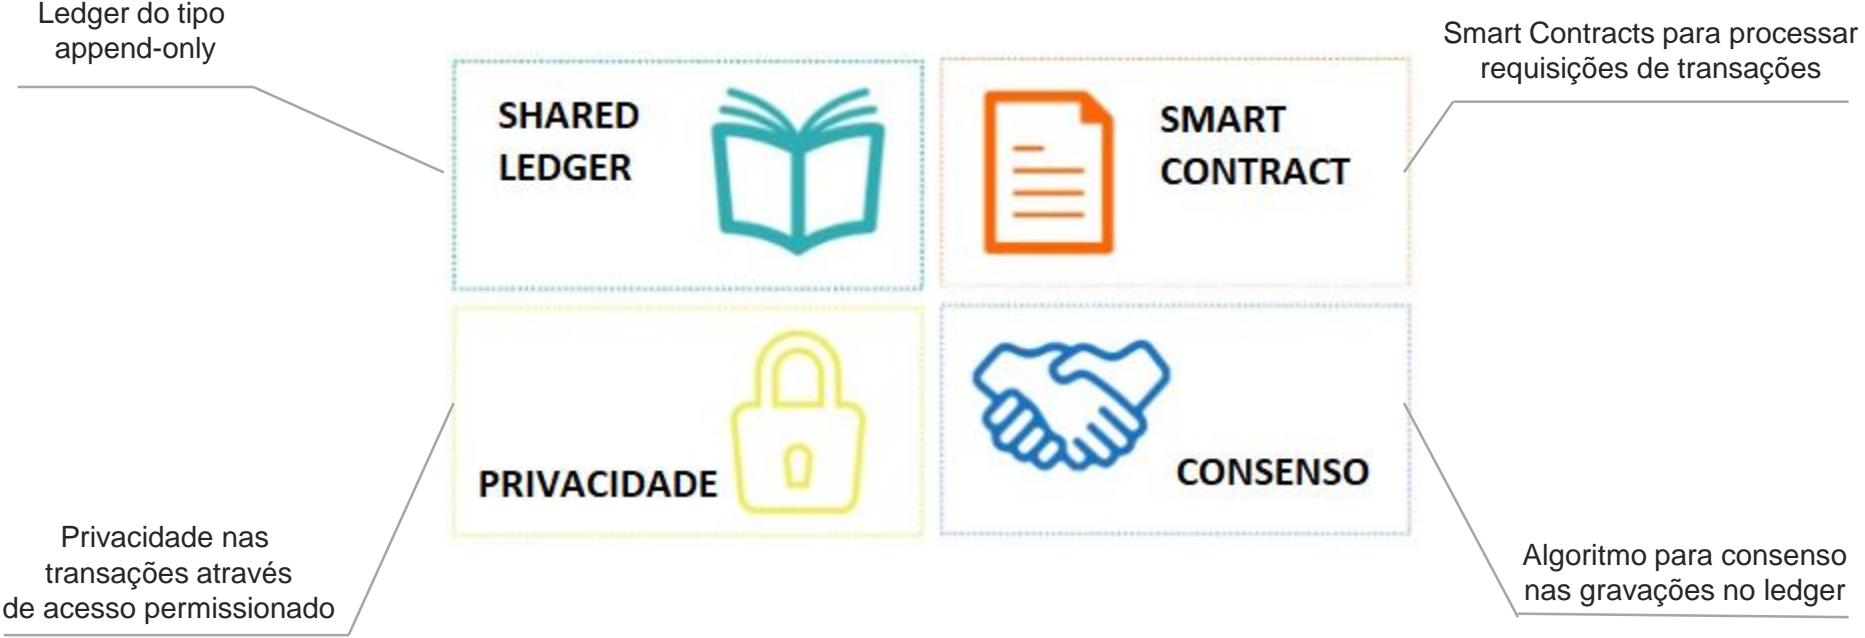 Ledger do tipo
append-only
Smart Contracts para processar
requisições de transações
SHARED
LEDGER
SMART
CONTRACT
PRIVACIDADE
CONSENSO
Privacidade nas
transações através
de acesso permissionado
Algoritmo para consenso
nas gravações no ledger